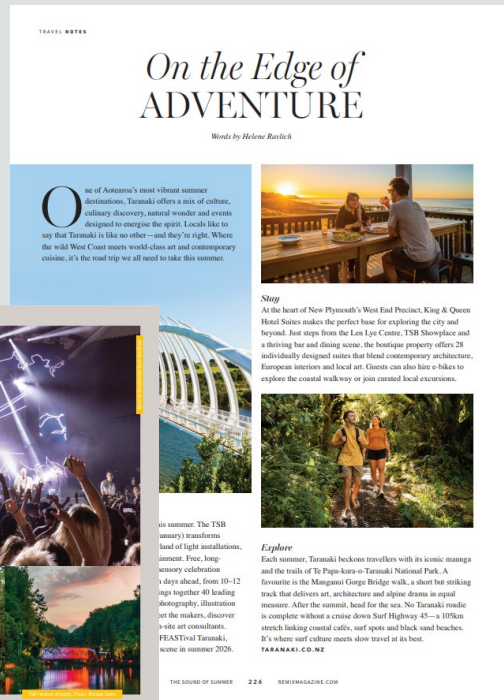 TRAVEL NOTES
On the Edge of
ADVENTURE
Words by Helene Ravlich
One of Aotearoa's most vibrant summer
destinations, Taranaki offers a mix of culture,
culinary discovery, natural wonder and events
designed to energise the spirit. Locals like to
say that Taranaki is like no other—and they're right. Where
the wild West Coast meets world-class art and contemporary
cuisine, it's the road trip we all need to take this summer.
is summer. The TSB
anuary) transforms
land of light installations,
inment. Free, long-
sensory celebration
days ahead, from 10–12
ings together 40 leading
photography, illustration
et the makers, discover
-site art consultants.
FEASTival Taranaki,
scene in summer 2026.
Stay
At the heart of New Plymouth's West End Precinct, King & Queen
Hotel Suites makes the perfect base for exploring the city and
beyond. Just steps from the Len Lye Centre, TSB Showplace and
a thriving bar and dining scene, the boutique property offers 28
individually designed suites that blend contemporary architecture,
European interiors and local art. Guests can also hire e-bikes to
explore the coastal walkway or join curated local excursions.
Explore
Each summer, Taranaki beckons travellers with its iconic maunga
and the trails of Te Papa-kura-o-Taranaki National Park. A
favourite is the Manganui Gorge Bridge walk, a short but striking
track that delivers art, architecture and alpine drama in equal
measure. After the summit, head for the sea. No Taranaki roadie
is complete without a cruise down Surf Highway 45—a 105km
stretch linking coastal cafés, surf spots and black sand beaches.
It's where surf culture meets slow travel at its best.
TARANAKI.CO.NZ
TSB Festival of Lights. Photo:
THE SOUND OF SUMMER 226 REMIXMAGAZINE.COM